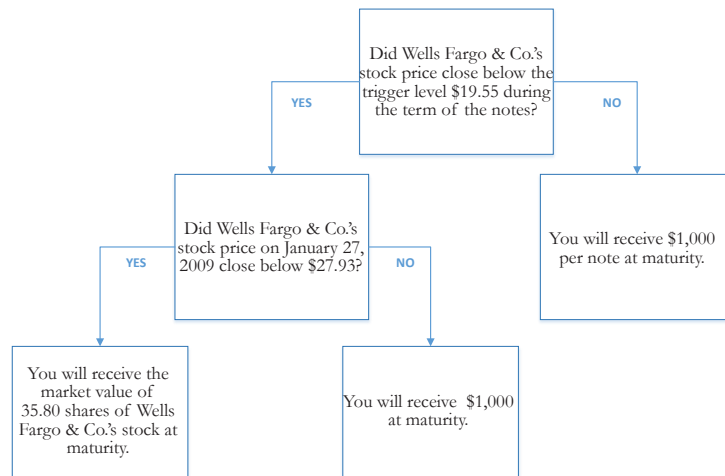 Did Wells Fargo & Co.'s
stock price close below the
trigger level $19.55 during
the term of the notes?
YES
NO
Did Wells Fargo & Co.'s
stock price on January 27,
2009 close below $27.93?
You will receive $1,000
per note at maturity.
YES
NO
You will receive the
market value of
35.80 shares of Wells
Fargo & Co.'s stock at
maturity.
You will receive $1,000
at maturity.